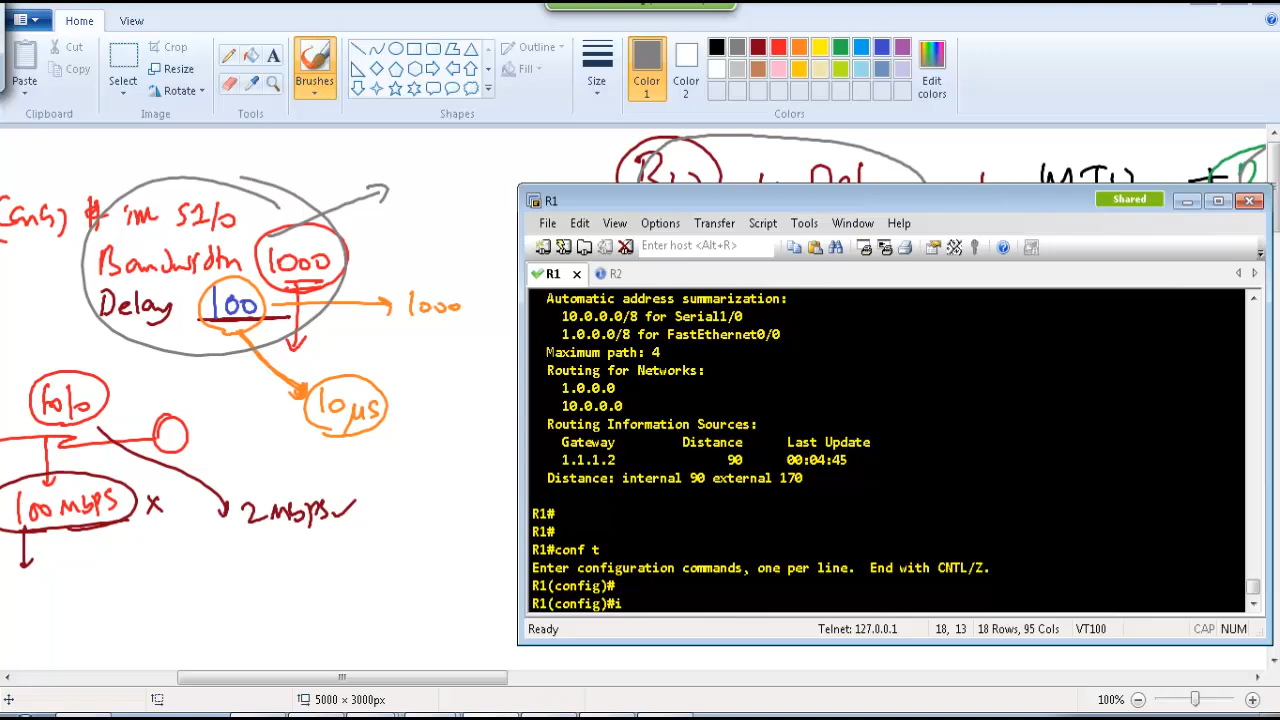 Home
View
Paste
Cut
Copy
Clipboard
Select
Crop
Resize
Rotate
Image
A
Tools
Brushes
Outline
Fill
Shapes
Size
Color 1
Color 2
Edit colors
Colors
# int S1/0
Bandwidth 1000
Delay 100
1000
10 μs
fo/o
100 Mbps x
2 Mbps ✓
MTU +
R1
Shared
File Edit View Options Transfer Script Tools Window Help
Enter host <Alt+R>
R1 R2
Automatic address summarization:
10.0.0.0/8 for Serial1/0
1.0.0.0/8 for FastEthernet0/0
Maximum path: 4
Routing for Networks:
1.0.0.0
10.0.0.0
Routing Information Sources:
Gateway Distance Last Update
1.1.1.2 90 00:04:45
Distance: internal 90 external 170
R1#
R1#
R1#conf t
Enter configuration commands, one per line. End with CNTL/Z.
R1(config)#
R1(config)#i
Ready Telnet: 127.0.0.1 18, 13 18 Rows, 95 Cols VT100 CAP NUM
5000 × 3000px 100%